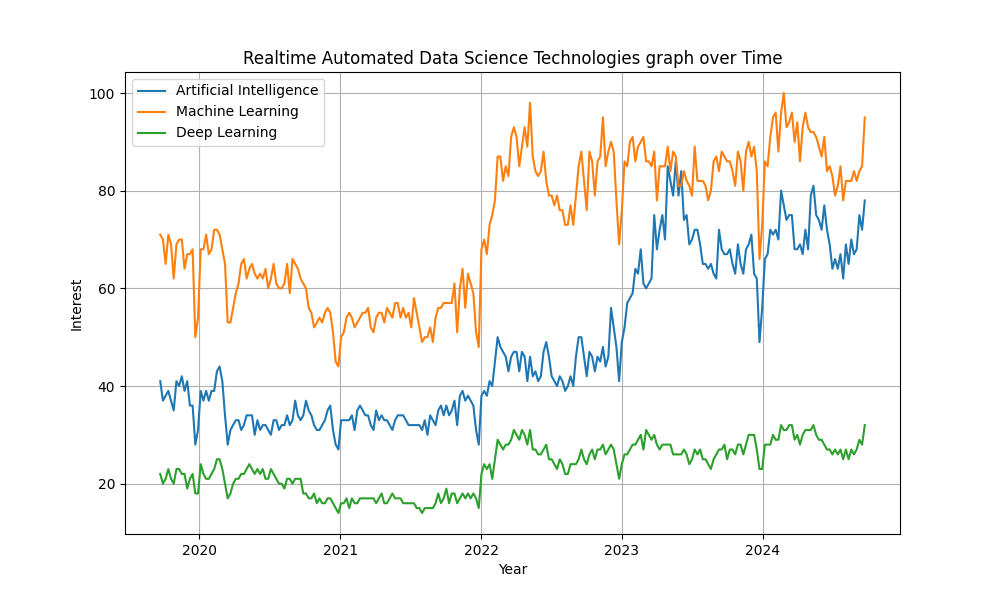 Realtime Automated Data Science Technologies graph over Time
Artificial Intelligence
Machine Learning
Deep Learning
100
80
60
40
20
Interest
2020 2021 2022 2023 2024
Year